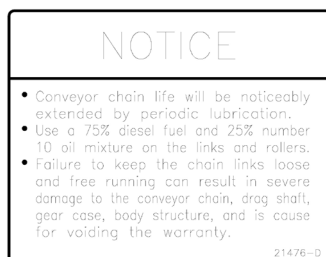 NOTICE
• Conveyor chain life will be noticeably
extended by periodic lubrication.
• Use a 75% diesel fuel and 25% number
10 oil mixture on the links and rollers.
• Failure to keep the chain links loose
and free running can result in severe
damage to the conveyor chain, drag shaft,
gear case, body structure, and is cause
for voiding the warranty.
21476-D